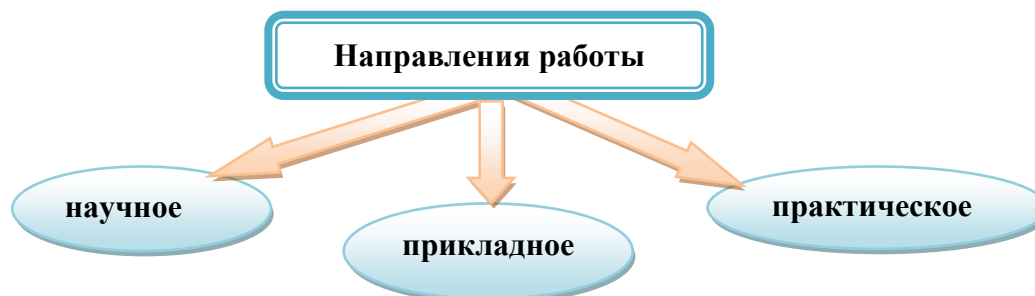 Направления работы
научное
прикладное
практическое